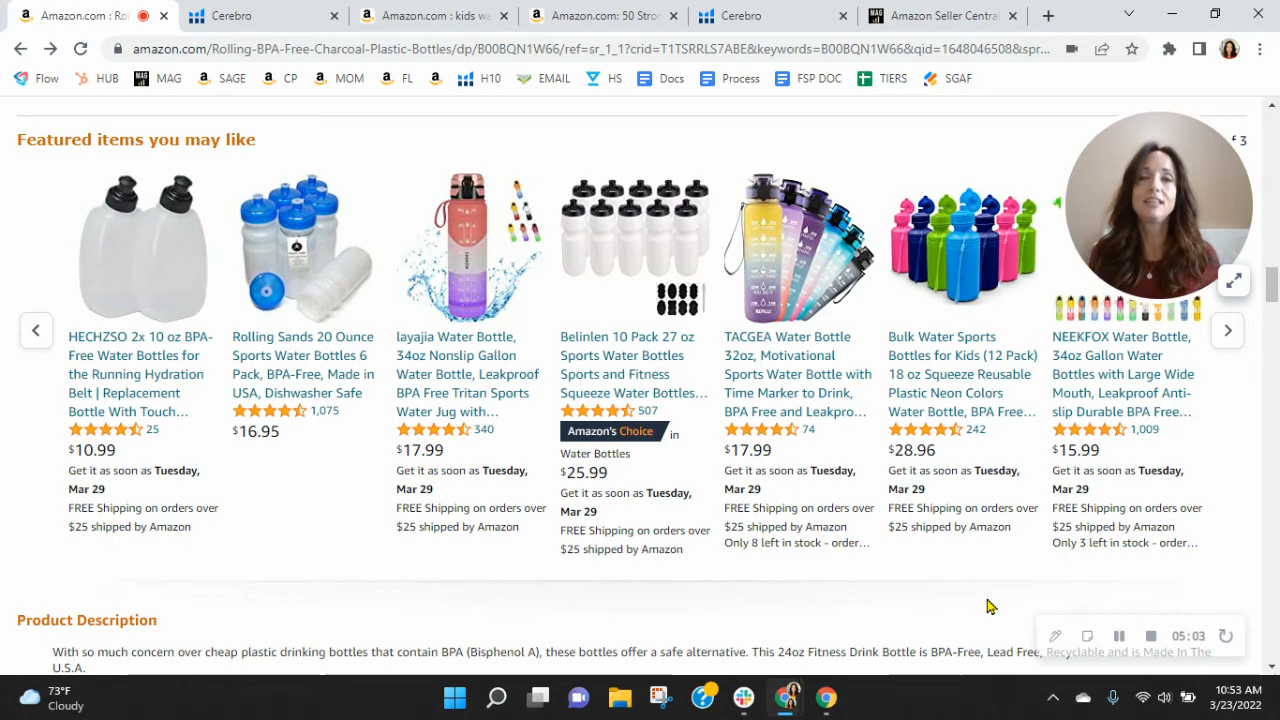 Amazon.com : Rol
Cerebro
Amazon.com : kids wa
Amazon.com: 50 Stron
Cerebro
MAG
Amazon Seller Central
amazon.com/Rolling-BPA-Free-Charcoal-Plastic-Bottles/dp/B00BQN1W66/ref=sr_1_1?crid=T1TSRRLS7ABE&keywords=B00BQN1W66&qid=1648046508&spr...
Flow HUB MAG SAGE CP MOM FL H10 EMAIL HS Docs Process FSP DOC TIERS SGAF
Featured items you may like
f 3
HECHZSO 2x 10 oz BPA-
Free Water Bottles for
the Running Hydration
Belt | Replacement
Bottle With Touch...
25
$10.99
Get it as soon as Tuesday,
Mar 29
FREE Shipping on orders over
$25 shipped by Amazon
Rolling Sands 20 Ounce
Sports Water Bottles 6
Pack, BPA-Free, Made in
USA, Dishwasher Safe
1,075
$16.95
layajia Water Bottle,
34oz Nonslip Gallon
Water Bottle, Leakproof
BPA Free Tritan Sports
Water Jug with...
340
$17.99
Get it as soon as Tuesday,
Mar 29
FREE Shipping on orders over
$25 shipped by Amazon
Belinlen 10 Pack 27 oz
Sports Water Bottles
Sports and Fitness
Squeeze Water Bottles...
507
Amazon's Choice in
Water Bottles
$25.99
Get it as soon as Tuesday,
Mar 29
FREE Shipping on orders over
$25 shipped by Amazon
TACGEA Water Bottle
32oz, Motivational
Sports Water Bottle with
Time Marker to Drink,
BPA Free and Leakpro...
74
$17.99
Get it as soon as Tuesday,
Mar 29
FREE Shipping on orders over
$25 shipped by Amazon
Only 8 left in stock - order...
Bulk Water Sports
Bottles for Kids (12 Pack)
18 oz Squeeze Reusable
Plastic Neon Colors
Water Bottle, BPA Free...
242
$28.96
Get it as soon as Tuesday,
Mar 29
FREE Shipping on orders over
$25 shipped by Amazon
NEEKFOX Water Bottle,
34oz Gallon Water
Bottles with Large Wide
Mouth, Leakproof Anti-
slip Durable BPA Free...
1,009
$15.99
Get it as soon as Tuesday,
Mar 29
FREE Shipping on orders over
$25 shipped by Amazon
Only 3 left in stock - order...
Product Description
05:03
With so much concern over cheap plastic drinking bottles that contain BPA (Bisphenol A), these bottles offer a safe alternative. This 24oz Fitness Drink Bottle is BPA-Free, Lead Free, Recyclable and is Made In The
U.S.A.
73°F
Cloudy
10:53 AM
3/23/2022